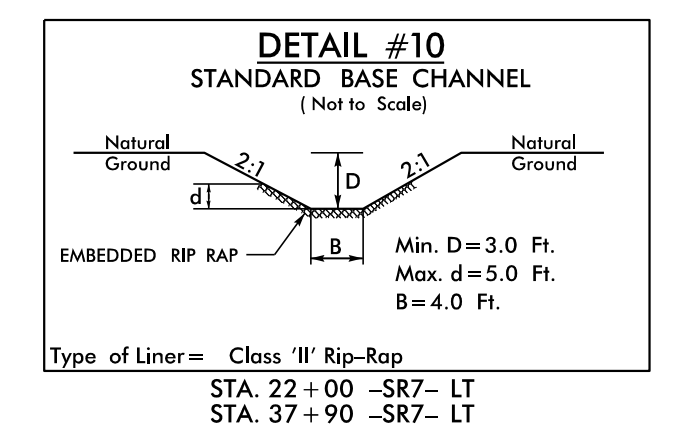 DETAIL #10
STANDARD BASE CHANNEL
( Not to Scale)
Natural
Ground
2:1
D
2:1
Natural
Ground
d
B
EMBEDDED RIP RAP
Min. D=3.0 Ft.
Max. d=5.0 Ft.
B=4.0 Ft.
Type of Liner= Class 'II' Rip-Rap
STA. 22+00 -SR7- LT
STA. 37+90 -SR7- LT